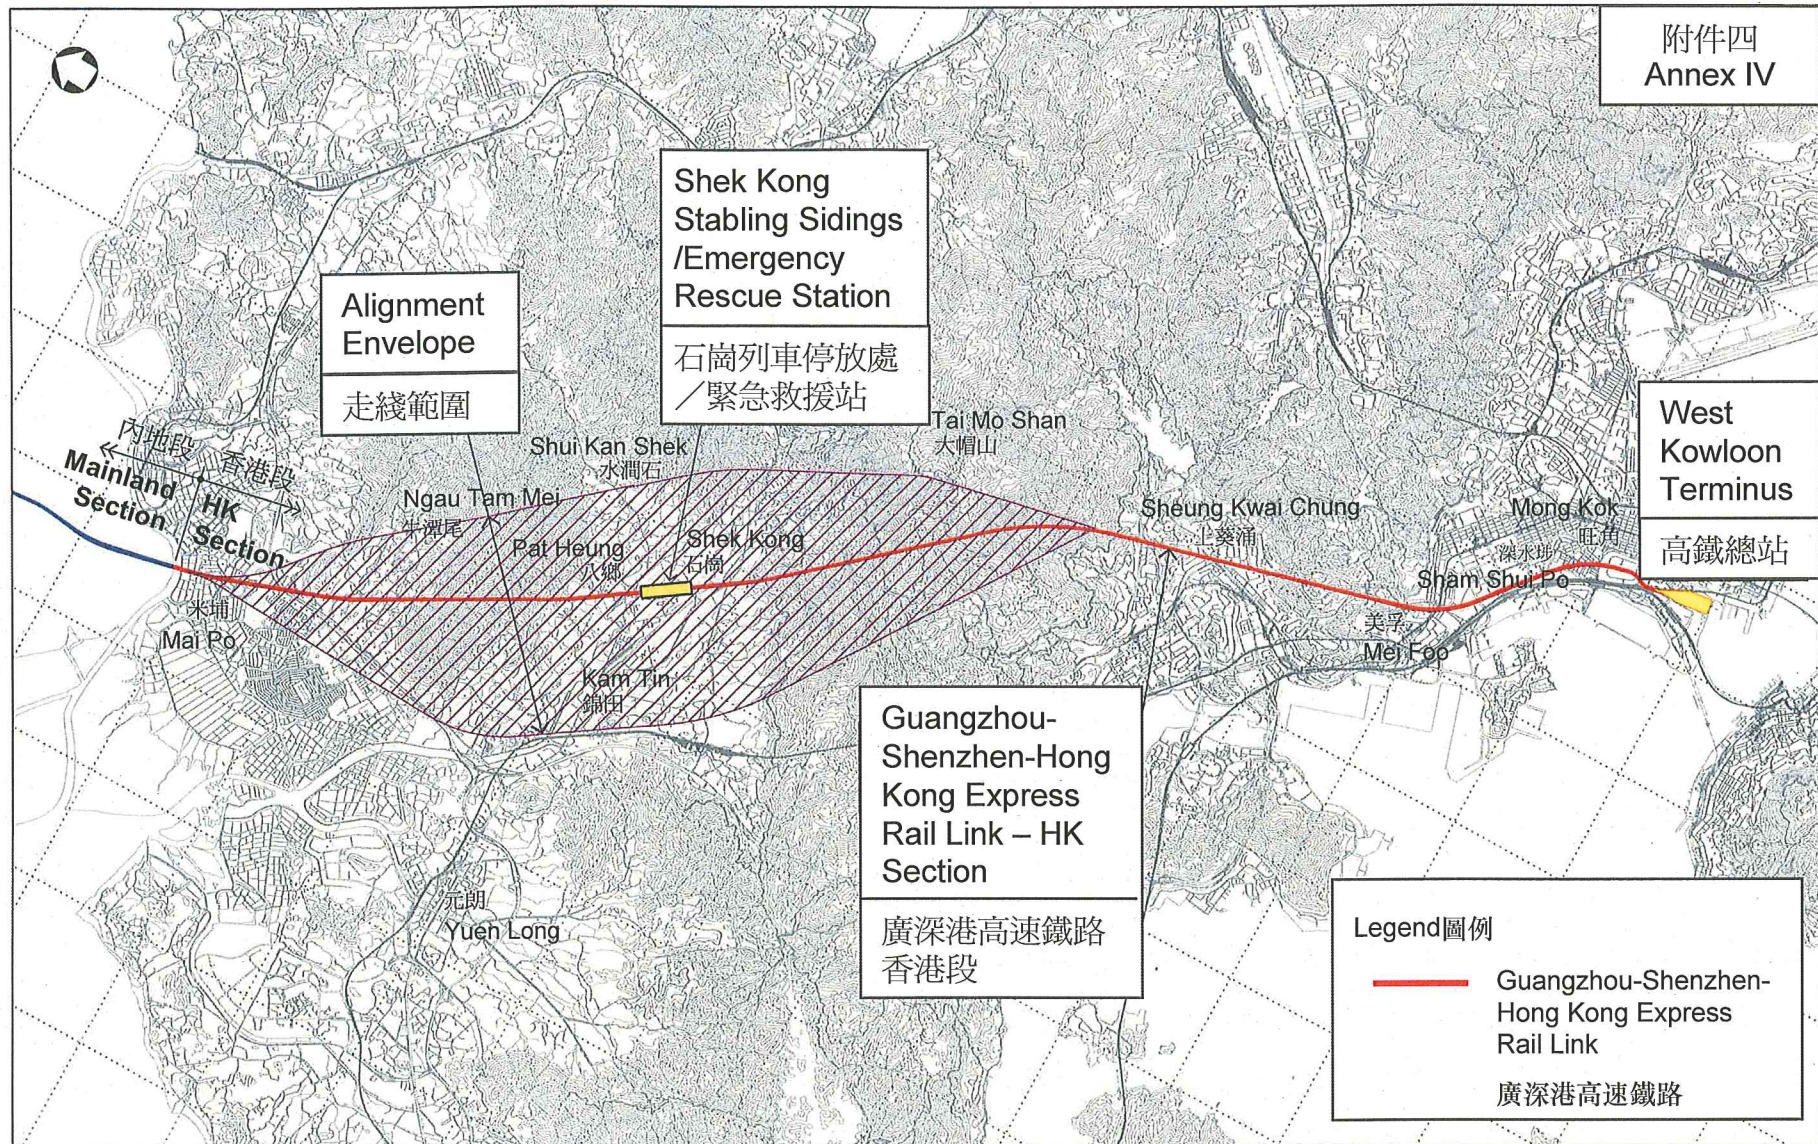 附件四
Annex IV
Shek Kong
Stabling Sidings
/Emergency
Rescue Station
石崗列車停放處
／緊急救援站
Alignment
Envelope
走綫範圍
West
Kowloon
Terminus
高鐵總站
內地段
香港段
Mainland
Section
HK
Section
Tai Mo Shan
大帽山
Shui Kan Shek
水澗石
Ngau Tam Mei
牛潭尾
Pat Heung
八鄉
Shek Kong
石崗
Sheung Kwai Chung
上葵涌
Mong Kok
旺角
深水埗
Sham Shui Po
美孚
Mei Foo
米埔
Mai Po
Kam Tin
錦田
元朗
Yuen Long
Guangzhou-
Shenzhen-Hong
Kong Express
Rail Link – HK
Section
廣深港高速鐵路
香港段
Legend圖例
Guangzhou-Shenzhen-
Hong Kong Express
Rail Link
廣深港高速鐵路